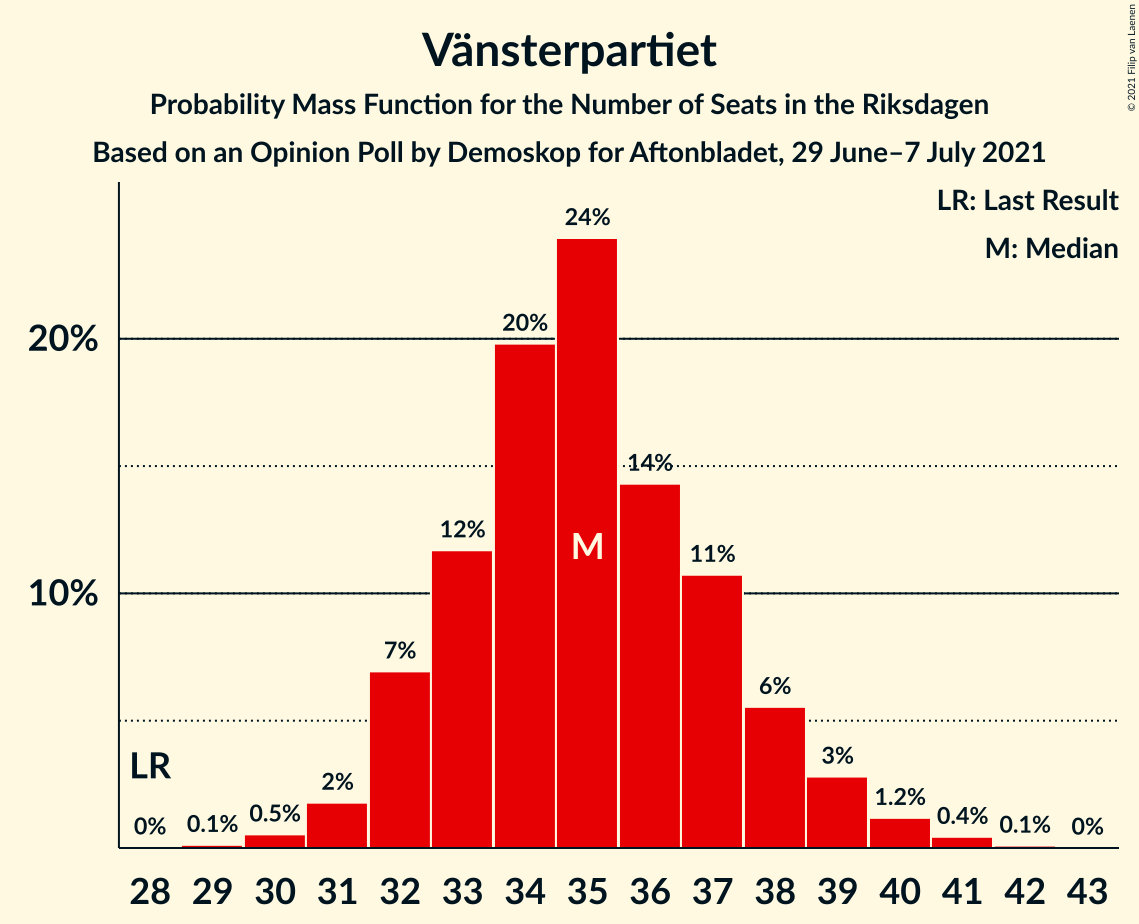 Vänsterpartiet
Probability Mass Function for the Number of Seats in the Riksdagen
Based on an Opinion Poll by Demoskop for Aftonbladet, 29 June–7 July 2021
© 2021 Filip van Laenen
LR: Last Result
M: Median
24%
20%
20%
14%
12%
M
11%
10%
7%
6%
LR
3%
2%
1.2%
0.5%
0.4%
0%
0.1%
0.1%
0%
28 29 30 31 32 33 34 35 36 37 38 39 40 41 42 43